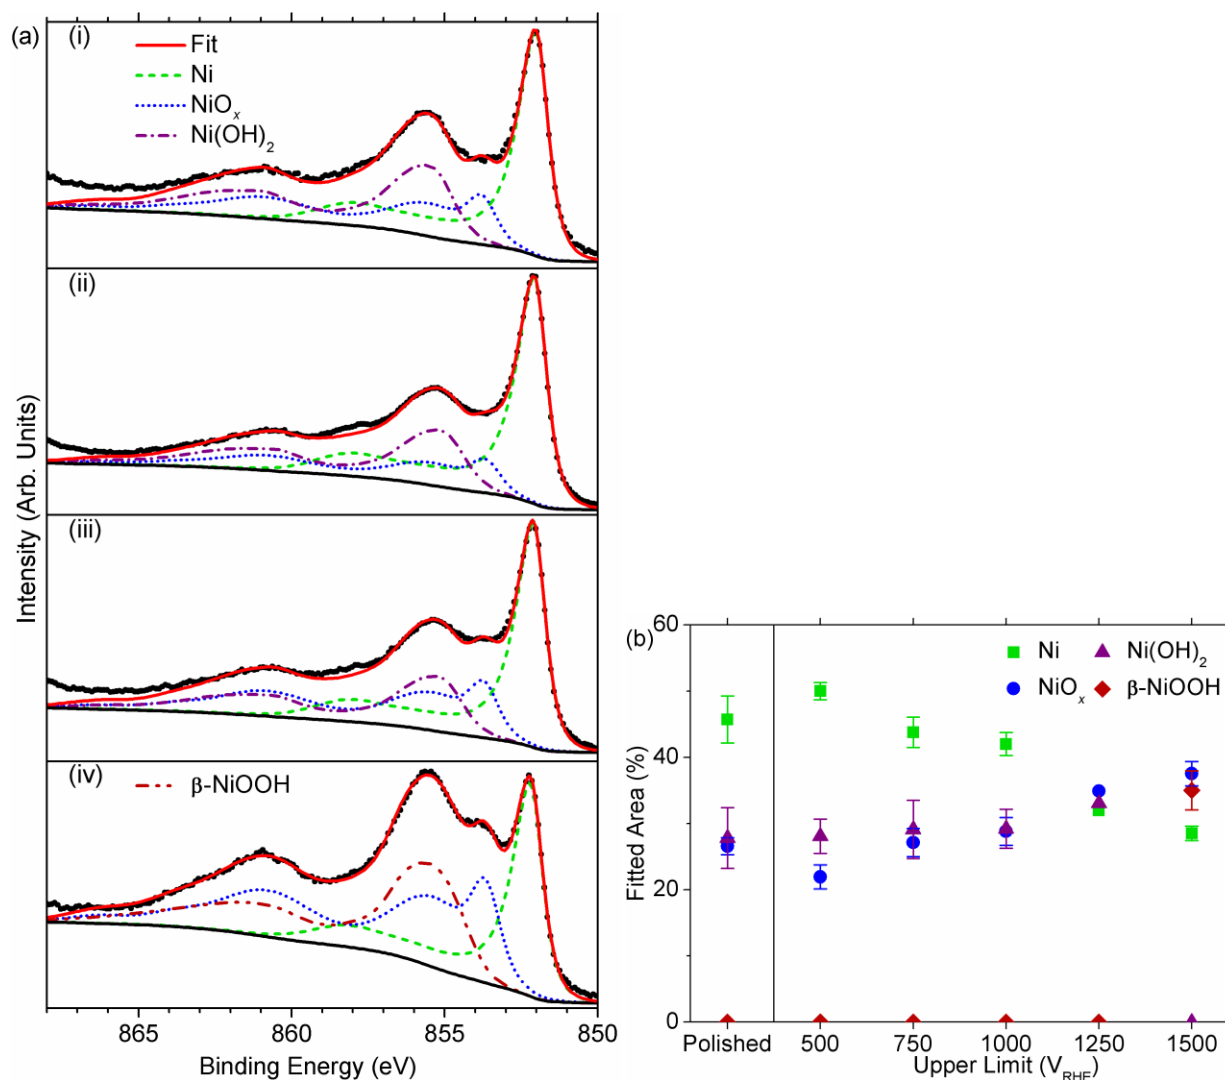 (a)
(i)
Fit
Ni
NiOₓ
Ni(OH)₂
(ii)
(iii)
(iv)
β-NiOOH
Intensity (Arb. Units)
865
860
855
850
Binding Energy (eV)
(b)
Ni
Ni(OH)₂
NiOₓ
β-NiOOH
60
40
20
0
Fitted Area (%)
Polished
500
750
1000
1250
1500
Upper Limit (V_RHE)